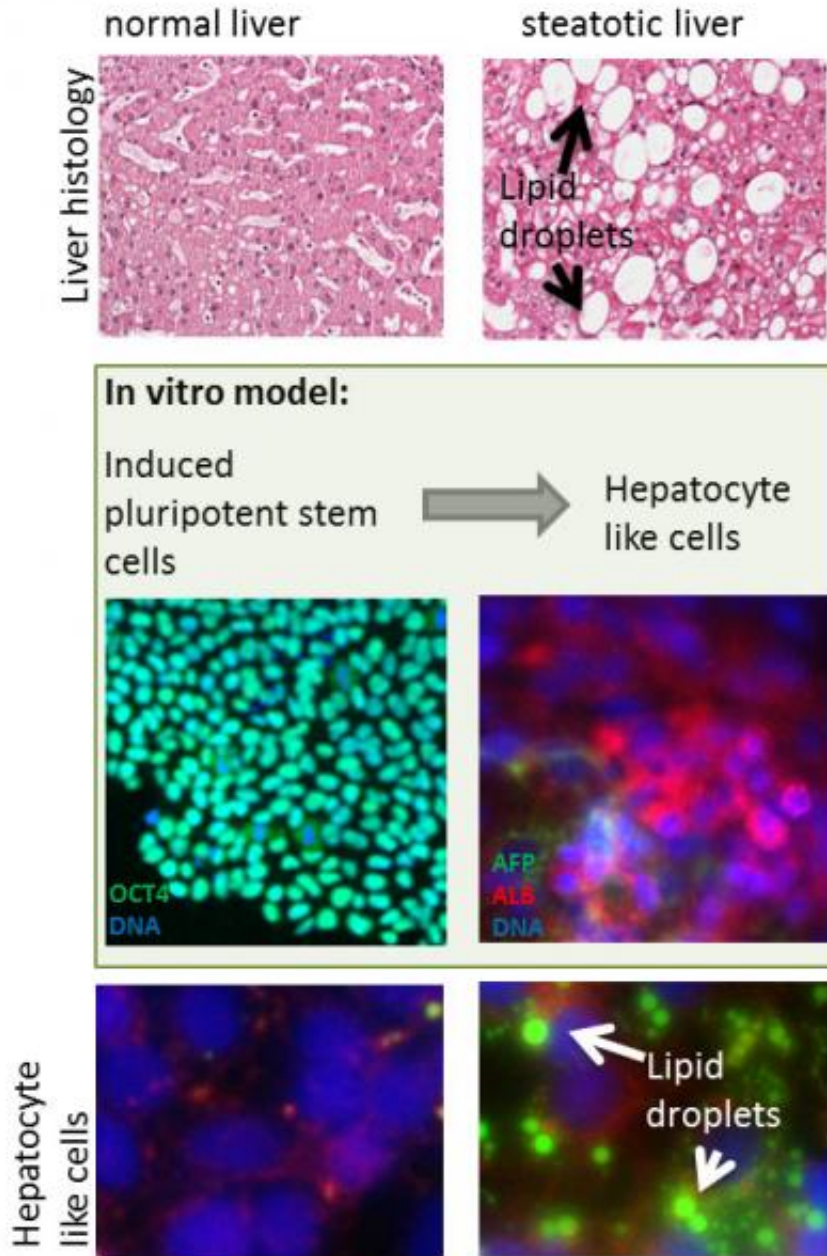 normal liver
steatotic liver
Liver histology
Lipid
droplets
In vitro model:
Induced
pluripotent stem
cells
Hepatocyte
like cells
OCT4
DNA
AFP
ALB
DNA
Hepatocyte
like cells
Lipid
droplets